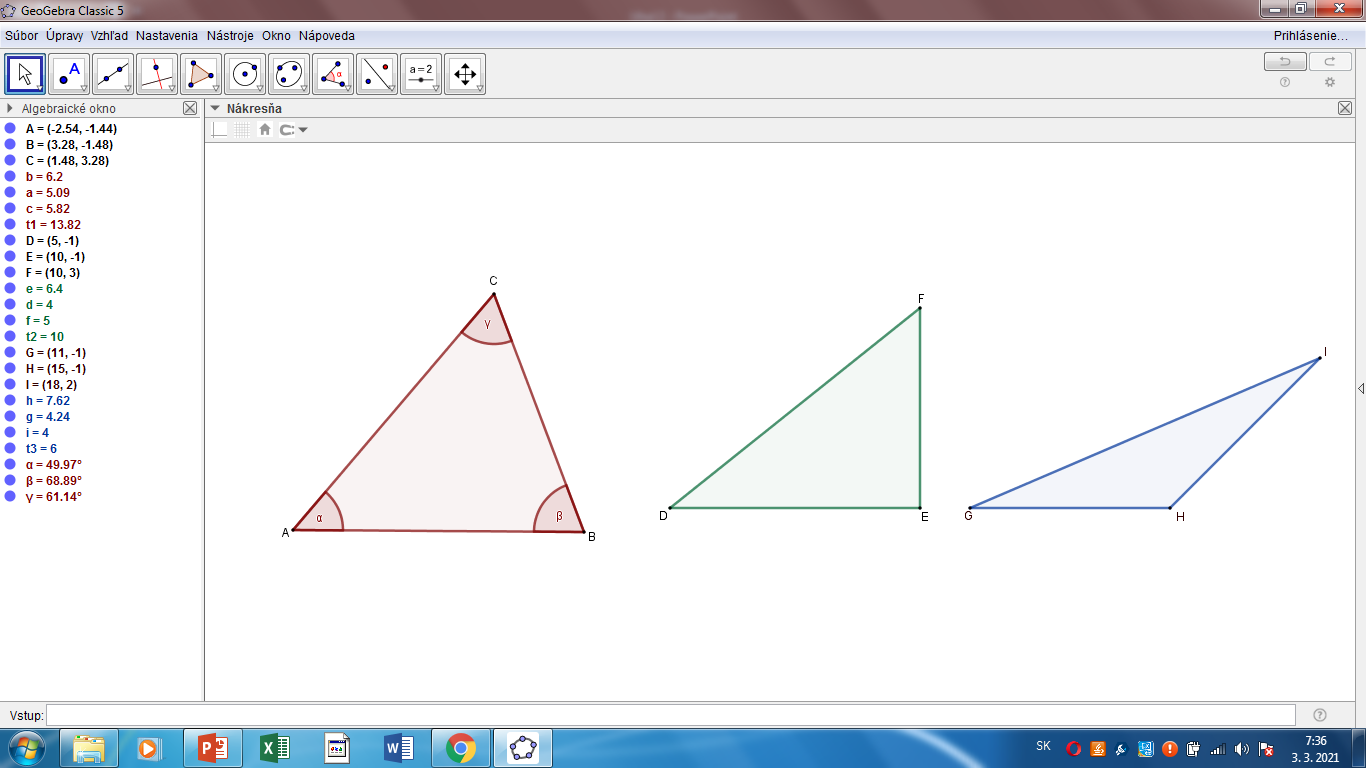 GeoGebra Classic 5
Súbor Úpravy Vzhľad Nastavenia Nástroje Okno Nápoveda Prihlásenie...
A α a = 2
Algebraické okno
Nákresňa
A = (-2.54, -1.44)
B = (3.28, -1.48)
C = (1.48, 3.28)
b = 6.2
a = 5.09
c = 5.82
t1 = 13.82
D = (5, -1)
E = (10, -1)
F = (10, 3)
e = 6.4
d = 4
f = 5
t2 = 10
G = (11, -1)
H = (15, -1)
I = (18, 2)
h = 7.62
g = 4.24
i = 4
t3 = 6
α = 49.97°
β = 68.89°
γ = 61.14°
C
γ
α
β
A
B
F
D
E
I
G
H
Vstup:
SK
7:36
3. 3. 2021